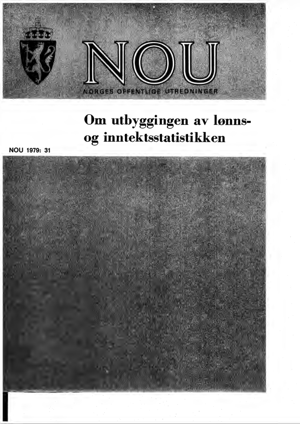 NOU
NORGES OFFENTLIGE UTREDNINGER
Om utbyggingen av lønns-
og inntektsstatistikken
NOU 1979: 31